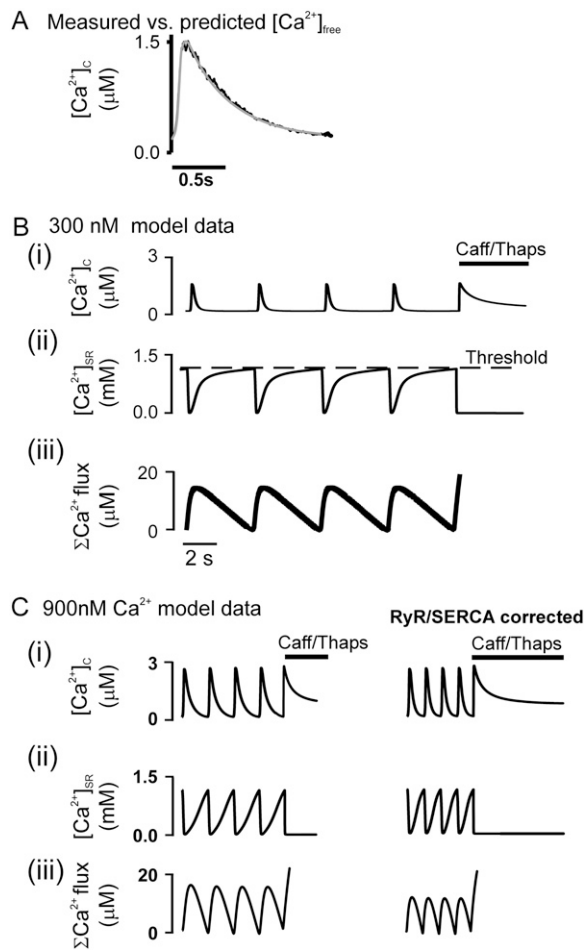 A Measured vs. predicted [Ca²⁺]free
[Ca²⁺]C
(µM)
1.5
0.0
0.5s
B 300 nM model data
(i)
[Ca²⁺]C
(µM)
3
0
Caff/Thaps
(ii)
[Ca²⁺]SR
(mM)
1.5
0.0
Threshold
(iii)
ΣCa²⁺ flux
(µM)
20
0
2 s
C 900nM Ca²⁺ model data
RyR/SERCA corrected
Caff/Thaps
Caff/Thaps
(i)
[Ca²⁺]C
(µM)
3
0
(ii)
[Ca²⁺]SR
(mM)
1.5
0.0
(iii)
ΣCa²⁺ flux
(µM)
20
0